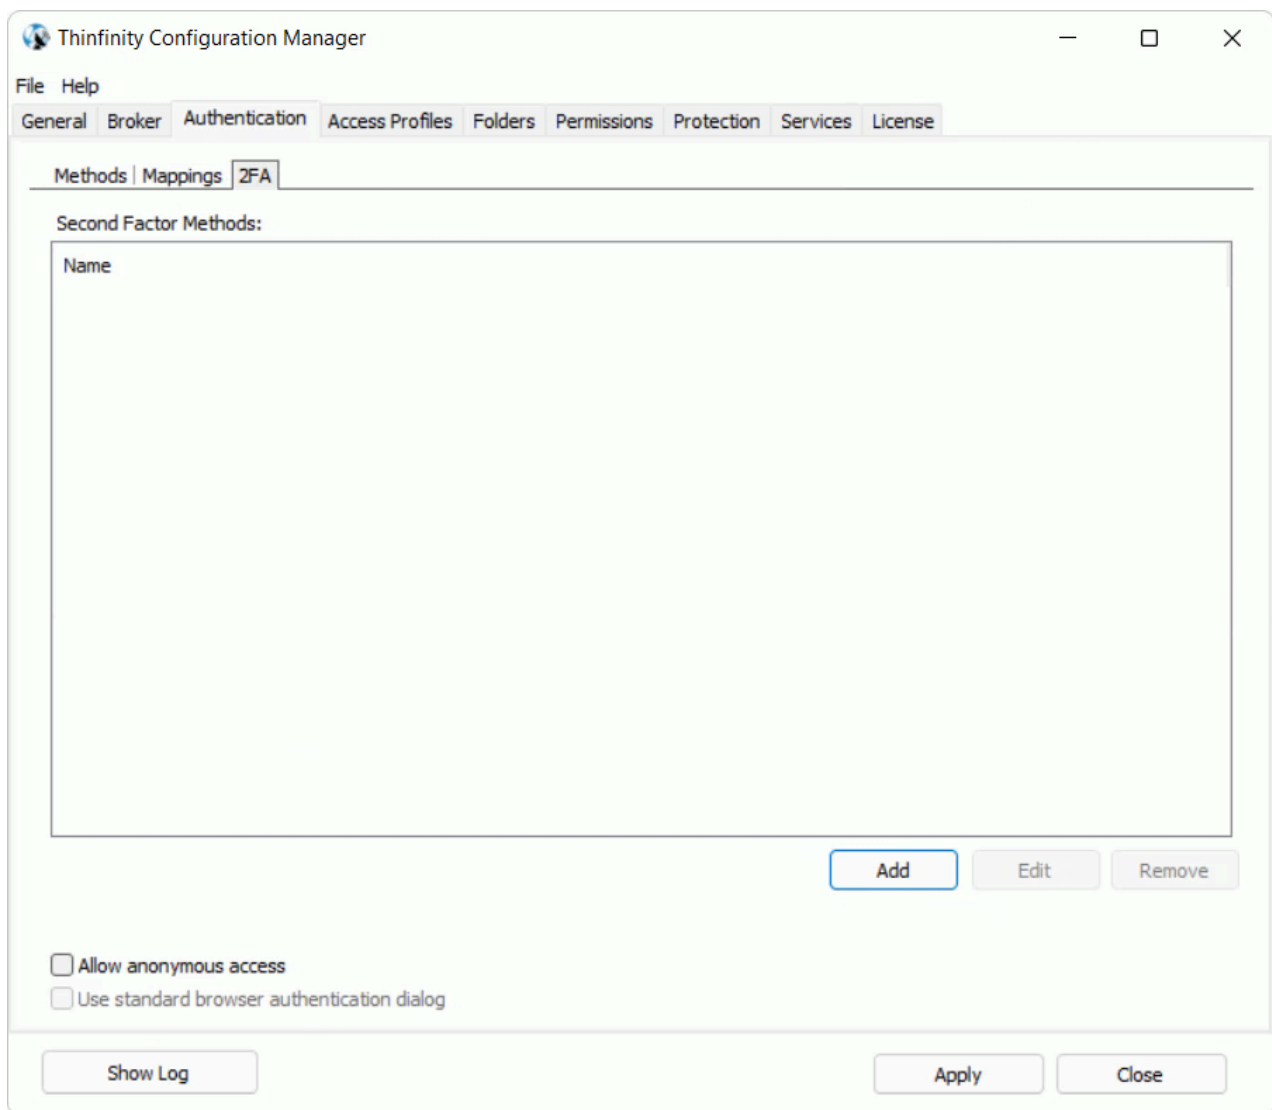 Thinfinity Configuration Manager
File Help
General Broker Authentication Access Profiles Folders Permissions Protection Services License
Methods Mappings 2FA
Second Factor Methods:
Name
Add Edit Remove
Allow anonymous access
Use standard browser authentication dialog
Show Log Apply Close